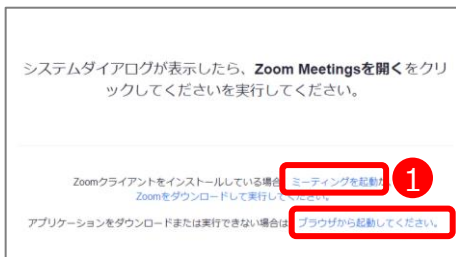 システムダイアログが表示したら、Zoom Meetingsを開くをクリ
ックしてくださいを実行してください。
Zoomクライアントをインストールしている場合 ミーティングを起動
1
Zoomをダウンロードして実行してください。
アプリケーションをダウンロードまたは実行できない場合は ブラウザから起動してください。